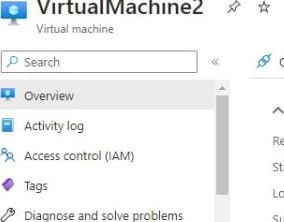 VirtualMachine2
Virtual machine
Search
Overview
Activity log
Access control (IAM)
Tags
Diagnose and solve problems